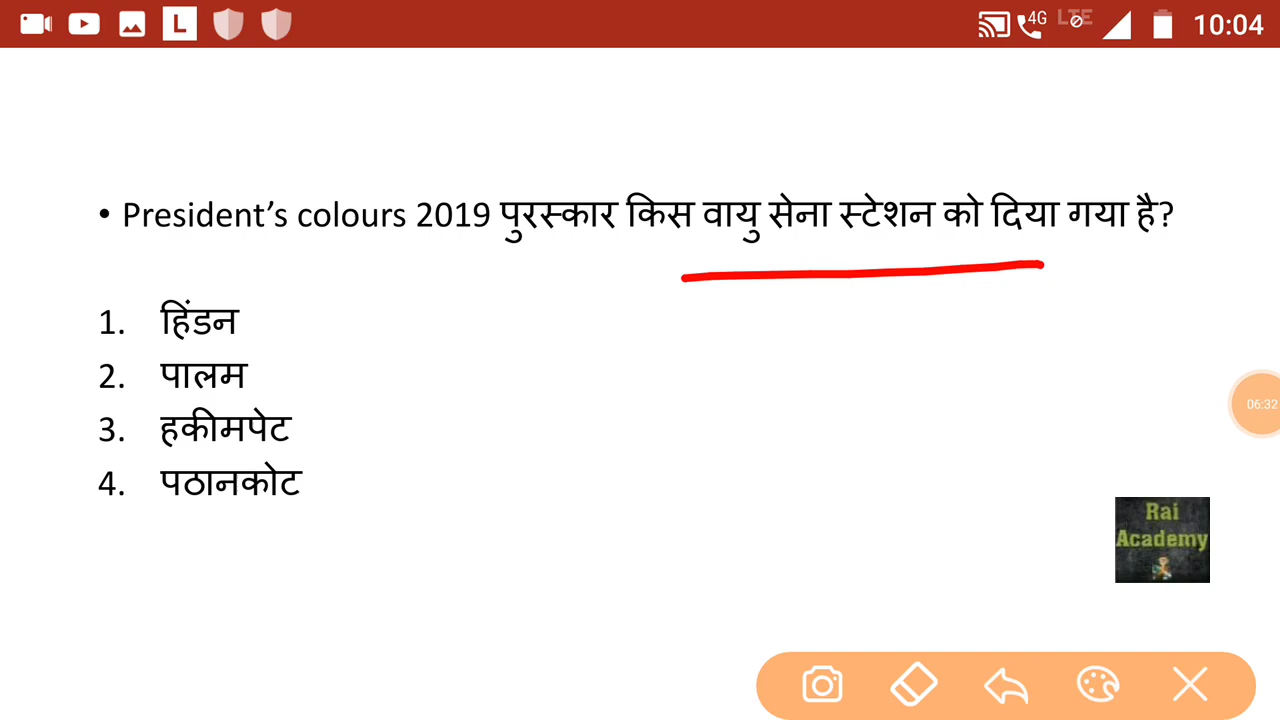 L
4G
LTE
10:04
• President's colours 2019 पुरस्कार किस वायु सेना स्टेशन को दिया गया है?
1. हिंडन
2. पालम
3. हकीमपेट
4. पठानकोट
06:32
Rai
Academy